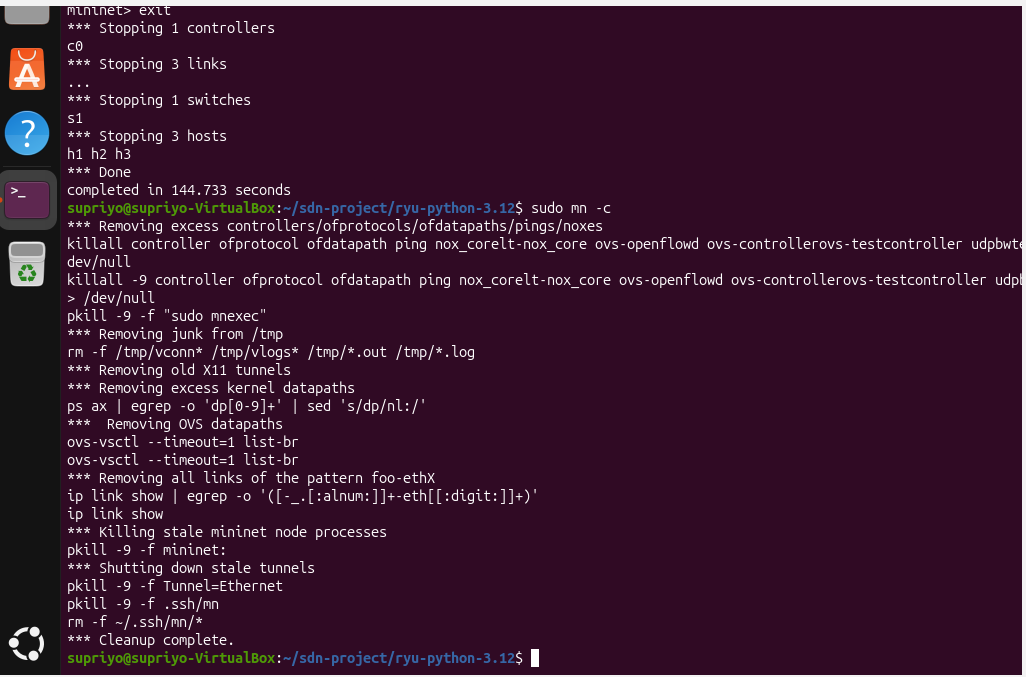 mininet> exit
*** Stopping 1 controllers
c0
*** Stopping 3 links
...
*** Stopping 1 switches
s1
*** Stopping 3 hosts
h1 h2 h3
*** Done
completed in 144.733 seconds
supriyo@supriyo-VirtualBox:~/sdn-project/ryu-python-3.12$ sudo mn -c
*** Removing excess controllers/ofprotocols/ofdatapaths/pings/noxes
killall controller ofprotocol ofdatapath ping nox_corelt-nox_core ovs-openflowd ovs-controllerovs-testcontroller udpbwte
dev/null
killall -9 controller ofprotocol ofdatapath ping nox_corelt-nox_core ovs-openflowd ovs-controllerovs-testcontroller udpb
> /dev/null
pkill -9 -f "sudo mnexec"
*** Removing junk from /tmp
rm -f /tmp/vconn* /tmp/vlogs* /tmp/*.out /tmp/*.log
*** Removing old X11 tunnels
*** Removing excess kernel datapaths
ps ax | egrep -o 'dp[0-9]+' | sed 's/dp/nl:/'
***  Removing OVS datapaths
ovs-vsctl --timeout=1 list-br
ovs-vsctl --timeout=1 list-br
*** Removing all links of the pattern foo-ethX
ip link show | egrep -o '([-_.[:alnum:]]+-eth[[:digit:]]+)'
ip link show
*** Killing stale mininet node processes
pkill -9 -f mininet:
*** Shutting down stale tunnels
pkill -9 -f Tunnel=Ethernet
pkill -9 -f .ssh/mn
rm -f ~/.ssh/mn/*
*** Cleanup complete.
supriyo@supriyo-VirtualBox:~/sdn-project/ryu-python-3.12$